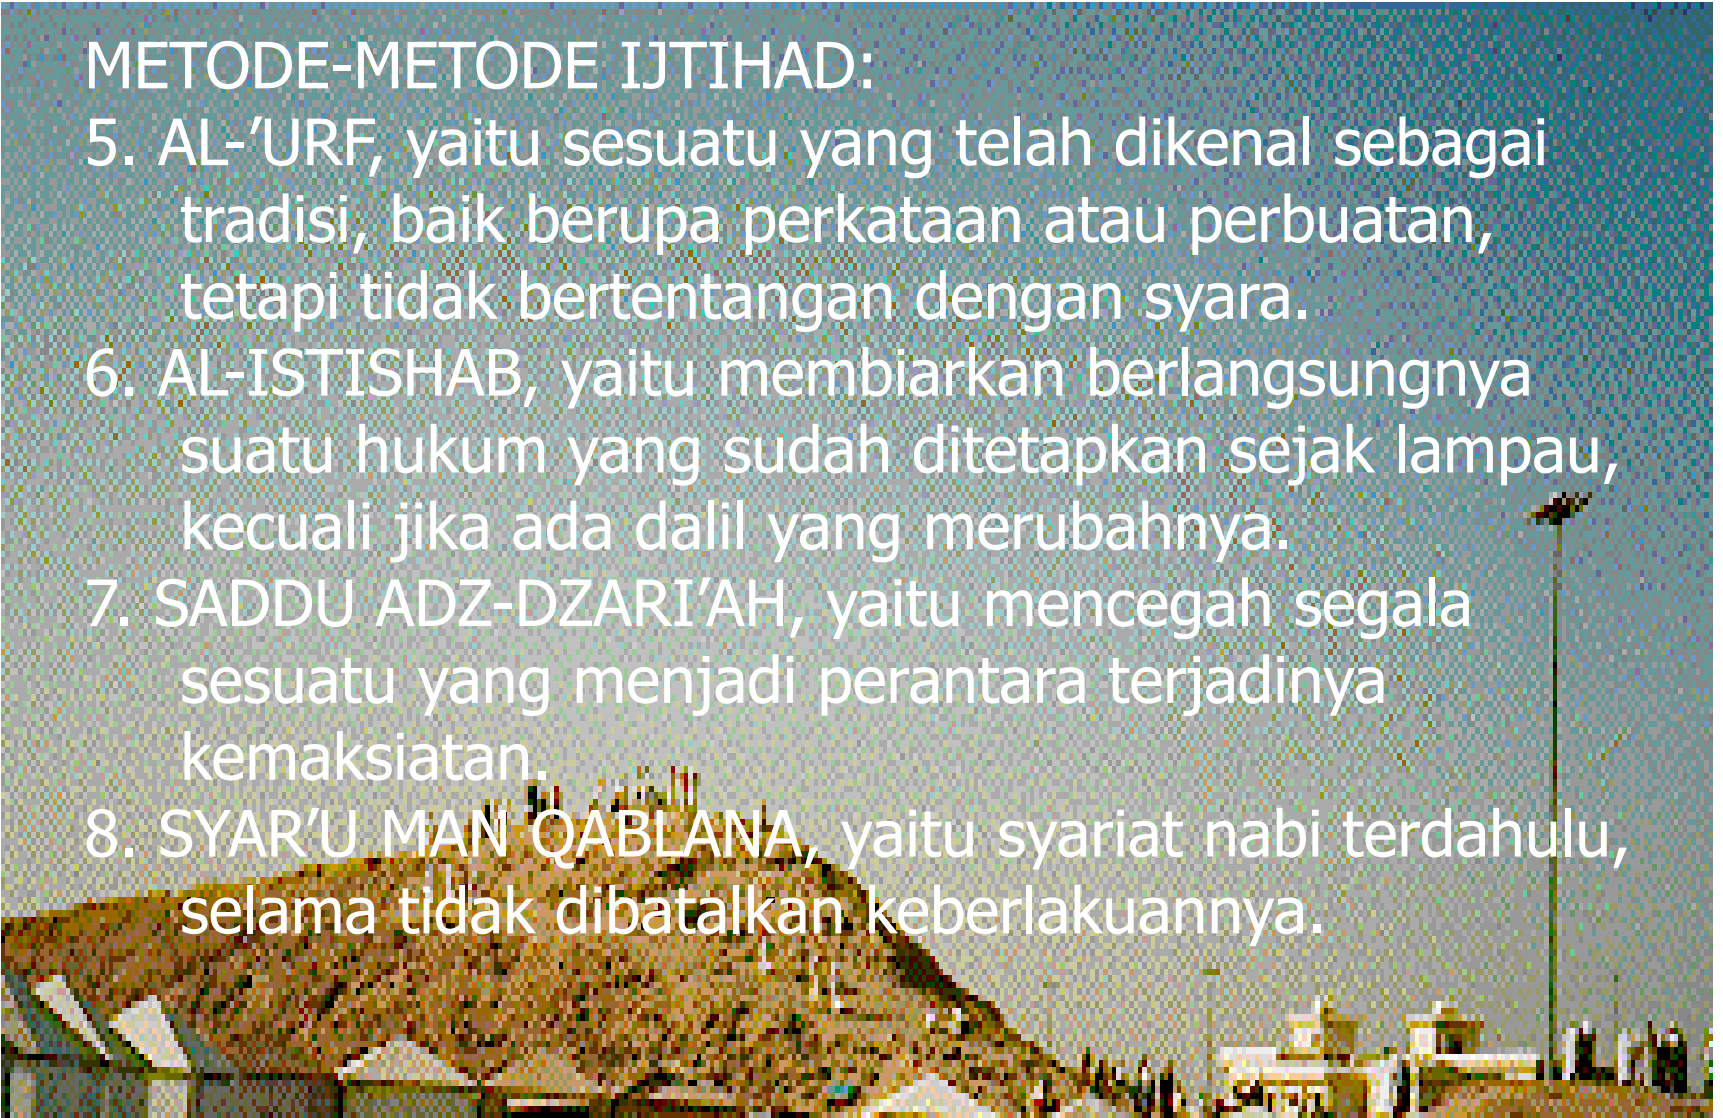 METODE-METODE IJTIHAD:
5. AL-’URF, yaitu sesuatu yang telah dikenal sebagai
tradisi, baik berupa perkataan atau perbuatan,
tetapi tidak bertentangan dengan syara.
6. AL-ISTISHAB, yaitu membiarkan berlangsungnya
suatu hukum yang sudah ditetapkan sejak lampau,
kecuali jika ada dalil yang merubahnya.
7. SADDU ADZ-DZARI’AH, yaitu mencegah segala
sesuatu yang menjadi perantara terjadinya
kemaksiatan.
8. SYAR’U MAN QABLANA, yaitu syariat nabi terdahulu,
selama tidak dibatalkan keberlakuannya.